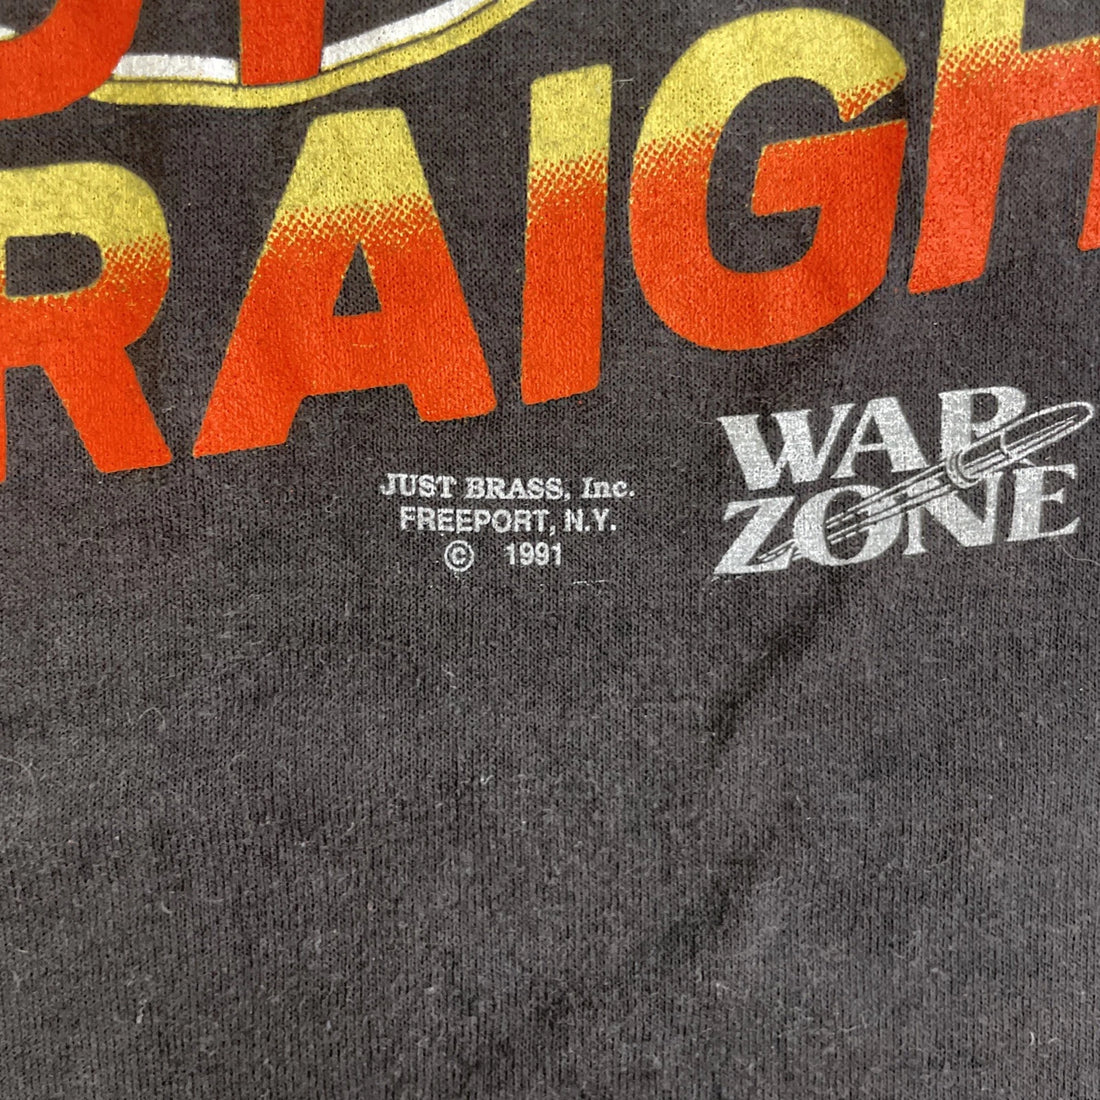 RAIGH
JUST BRASS, Inc.
FREEPORT, N.Y.
© 1991
WAR
ZONE